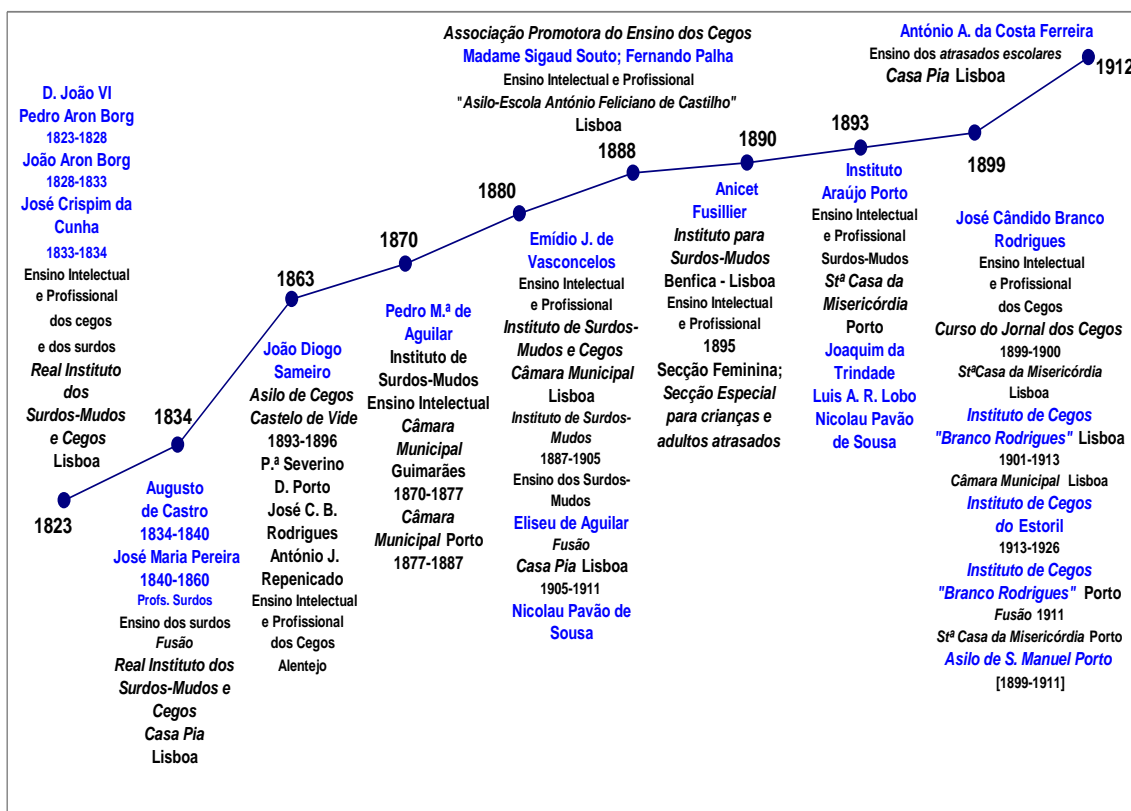 D. João VI
Pedro Aron Borg
1823-1828
João Aron Borg
1828-1833
José Crispim da
Cunha
1833-1834
Ensino Intelectual
e Profissional
dos cegos
e dos surdos
Real Instituto
dos
Surdos-Mudos
e Cegos
Lisboa
1823
1834
Augusto
de Castro
1834-1840
José Maria Pereira
1840-1860
Profs. Surdos
Ensino dos surdos
Fusão
Real Instituto dos
Surdos-Mudos e
Cegos
Casa Pia
Lisboa
1863
João Diogo
Sameiro
Asilo de Cegos
Castelo de Vide
1893-1896
P.ª Severino
D. Porto
José C. B.
Rodrigues
António J.
Repenicado
Ensino Intelectual
e Profissional
dos Cegos
Alentejo
1870
Pedro M.ª de
Aguilar
Instituto de
Surdos-Mudos
Ensino Intelectual
Câmara
Municipal
Guimarães
1870-1877
Câmara
Municipal Porto
1877-1887
1880
Emídio J. de
Vasconcelos
Ensino Intelectual
e Profissional
Instituto de Surdos-
Mudos e Cegos
Câmara Municipal
Lisboa
Instituto de Surdos-
Mudos
1887-1905
Ensino dos Surdos-
Mudos
Eliseu de Aguilar
Fusão
Casa Pia Lisboa
1905-1911
Nicolau Pavão de
Sousa
Associação Promotora do Ensino dos Cegos
Madame Sigaud Souto; Fernando Palha
Ensino Intelectual e Profissional
"Asilo-Escola António Feliciano de Castilho"
Lisboa
1888
1890
Anicet
Fusillier
Instituto para
Surdos-Mudos
Benfica - Lisboa
Ensino Intelectual
e Profissional
1895
Secção Feminina;
Secção Especial
para crianças e
adultos atrasados
1893
Instituto
Araújo Porto
Ensino Intelectual
e Profissional
Surdos-Mudos
Stª Casa da
Misericórdia
Porto
Joaquim da
Trindade
Luis A. R. Lobo
Nicolau Pavão
de Sousa
1899
José Cândido Branco
Rodrigues
Ensino Intelectual
e Profissional
dos Cegos
Curso do Jornal dos Cegos
1899-1900
StªCasa da Misericórdia
Lisboa
Instituto de Cegos
"Branco Rodrigues" Lisboa
1901-1913
Câmara Municipal Lisboa
Instituto de Cegos
do Estoril
1913-1926
Instituto de Cegos
"Branco Rodrigues" Porto
Fusão 1911
Stª Casa da Misericórdia Porto
Asilo de S. Manuel Porto
[1899-1911]
António A. da Costa Ferreira
Ensino dos atrasados escolares
Casa Pia Lisboa
1912